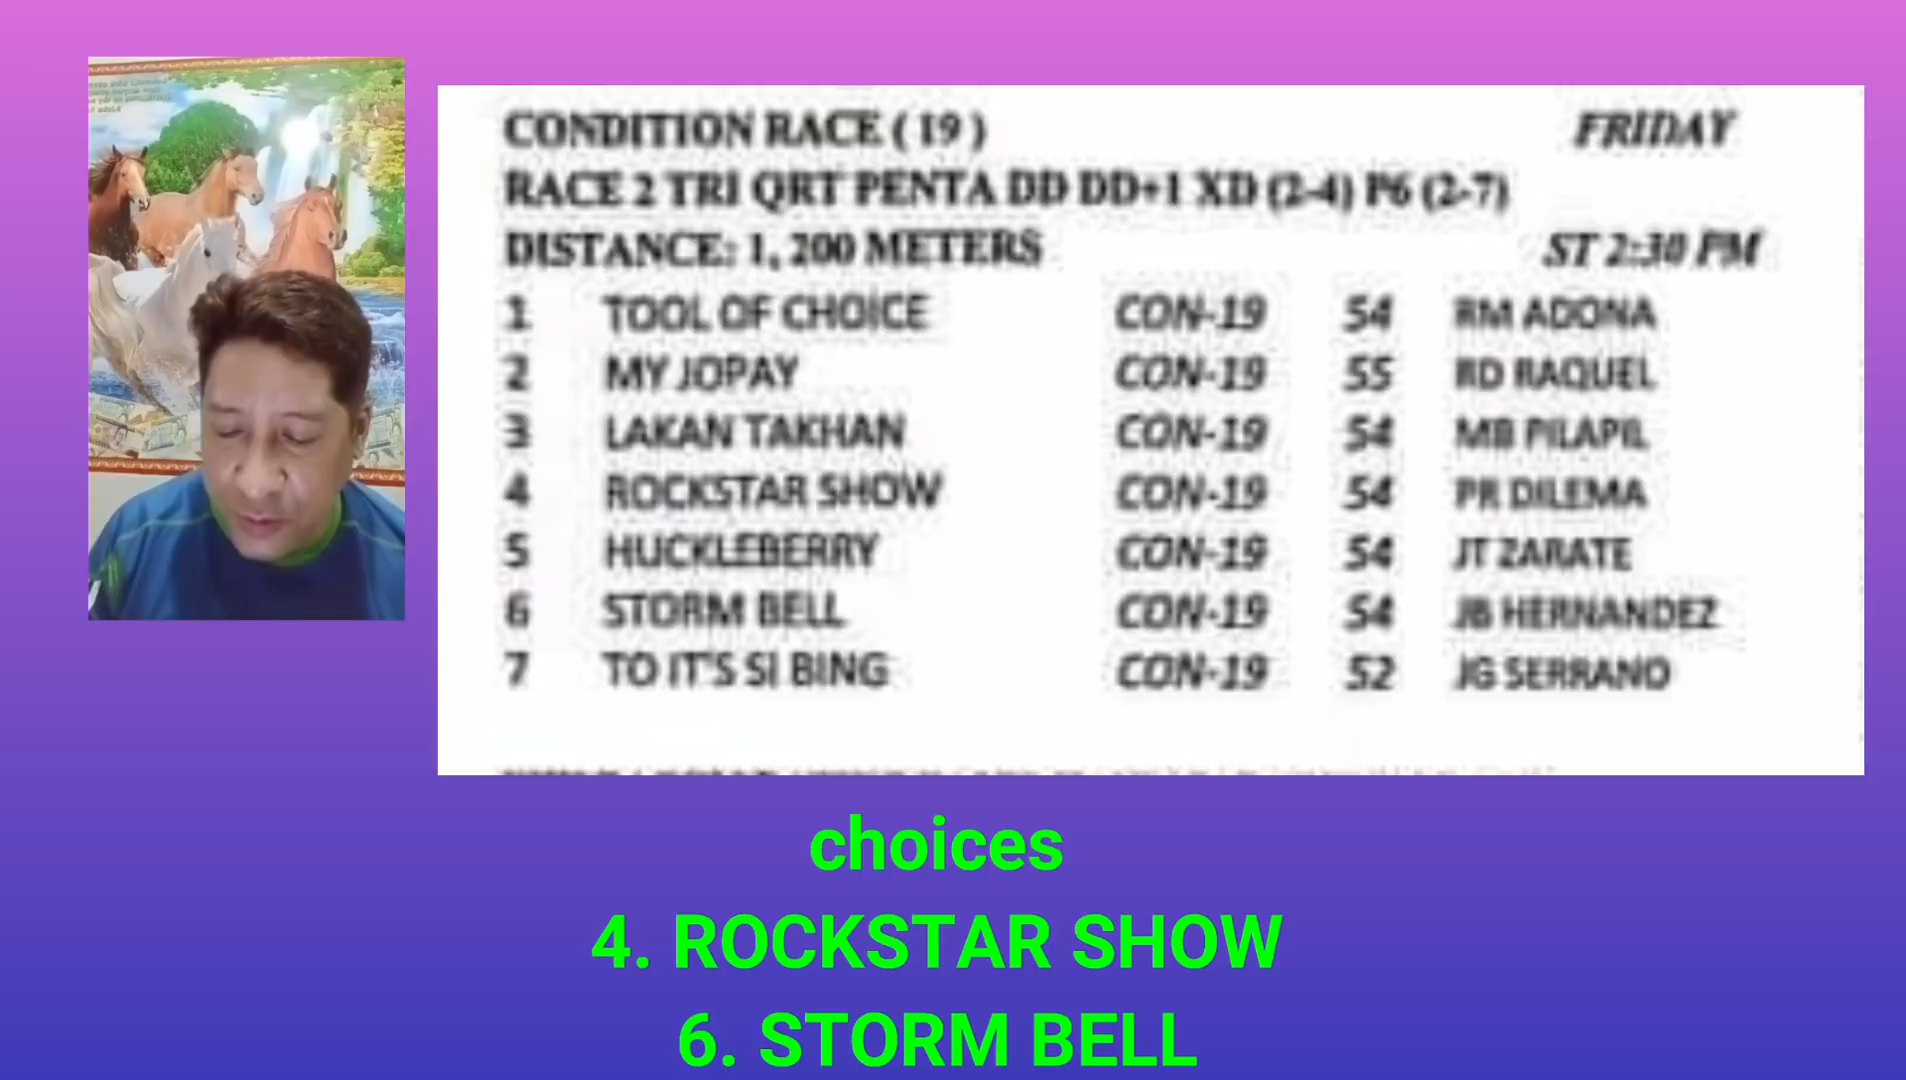 CONDITION RACE ( 19 ) FRIDAY
RACE 2 TRI QRT PENTA DD DD+1 XD (2-4) P6 (2-7)
DISTANCE: 1, 200 METERS ST 2:30 PM
1 TOOL OF CHOICE CON-19 54 RM ADONA
2 MY JOPAY CON-19 55 RD RAQUEL
3 LAKAN TAKHAN CON-19 54 MB PILAPIL
4 ROCKSTAR SHOW CON-19 54 PR DILEMA
5 HUCKLEBERRY CON-19 54 JT ZARATE
6 STORM BELL CON-19 54 JB HERNANDEZ
7 TO IT'S SI BING CON-19 52 JG SERRANO
choices
4. ROCKSTAR SHOW
6. STORM BELL